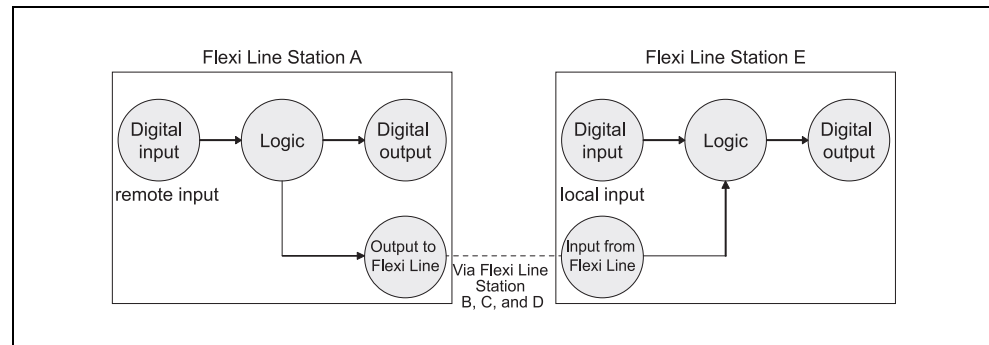 Flexi Line Station A
Digital
input
remote input
Logic
Digital
output
Output to
Flexi Line
Via Flexi Line
Station
B, C, and D
Flexi Line Station E
Digital
input
local input
Logic
Digital
output
Input from
Flexi Line